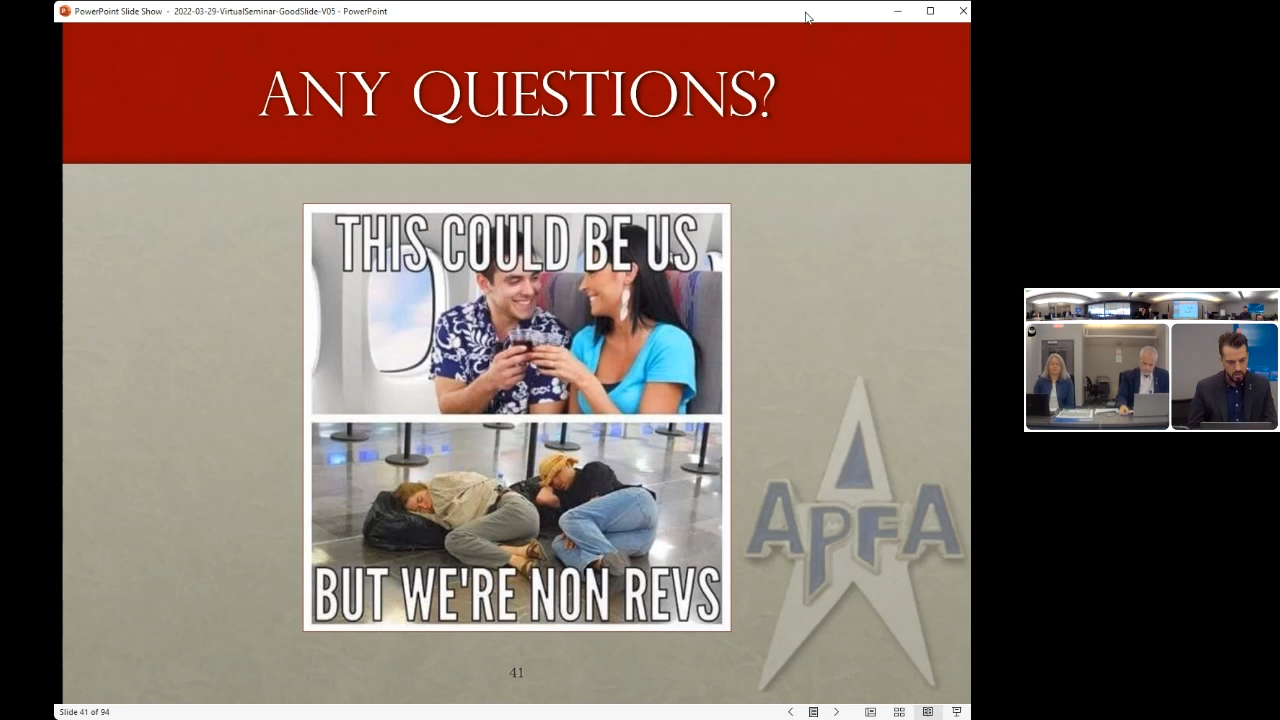 PowerPoint Slide Show - 2022-03-29-VirtualSeminar-GoodSlide-V05 - PowerPoint
ANY QUESTIONS?
THIS COULD BE US
BUT WE'RE NON REVS
APFA
41
Slide 41 of 94